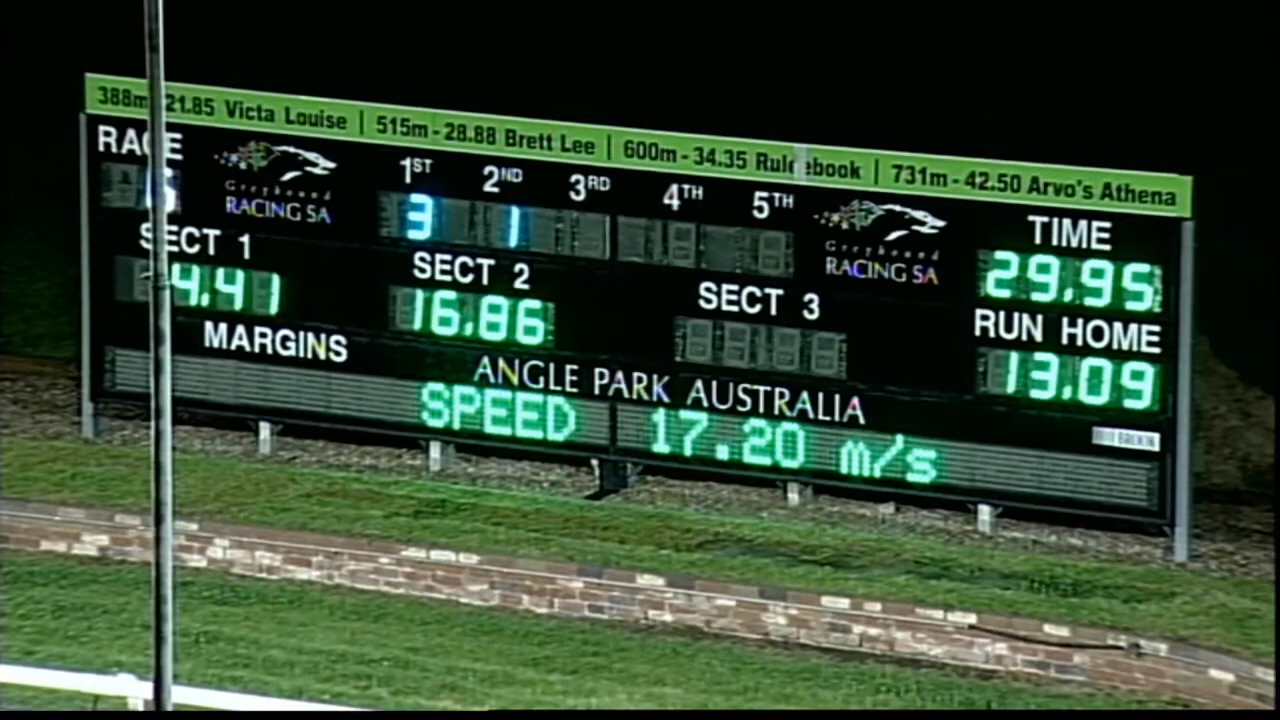 388m 21.85 Victa Louise | 515m - 28.88 Brett Lee | 600m - 34.35 Rulebook | 731m - 42.50 Arvo's Athena
RACE
Greyhound
RACING SA
1ST 2ND 3RD 4TH 5TH
3 1
Greyhound
RACING SA
TIME
29.95
SECT 1
4.41
SECT 2
16.86
SECT 3
RUN HOME
13.09
MARGINS
ANGLE PARK AUSTRALIA
SPEED 17.20 m/s